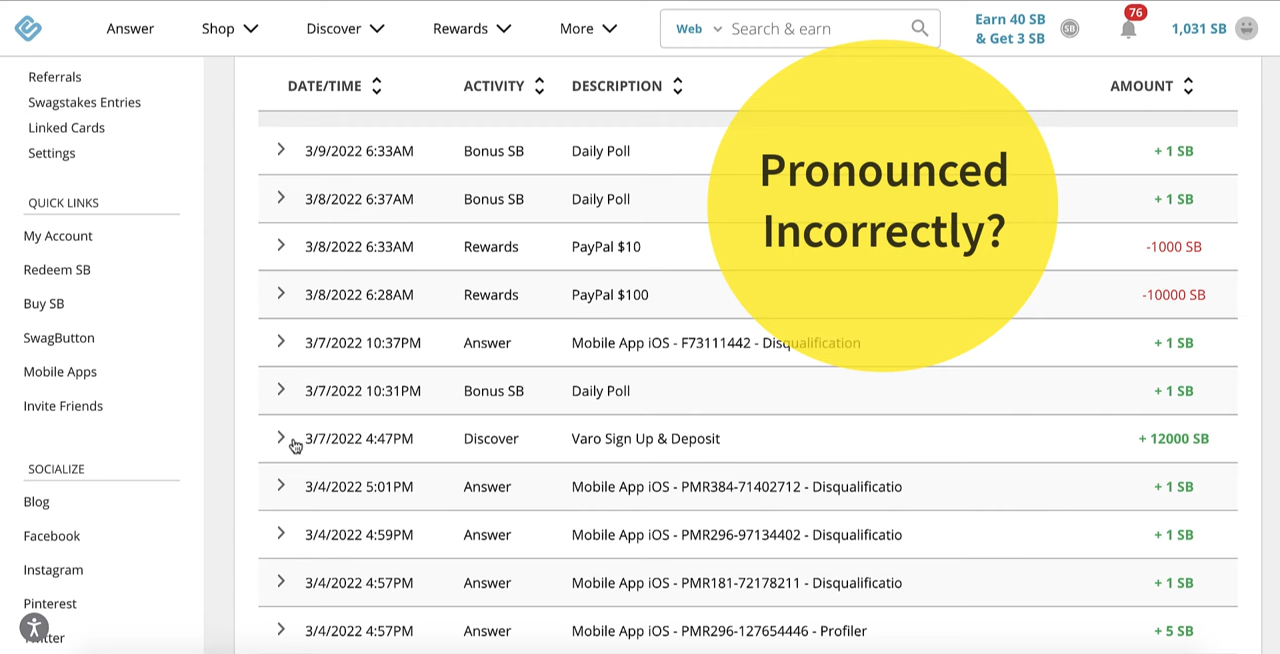 Answer Shop Discover Rewards More Web Search & earn Earn 40 SB & Get 3 SB SB 76 1,031 SB
Referrals
Swagstakes Entries
Linked Cards
Settings
QUICK LINKS
My Account
Redeem SB
Buy SB
SwagButton
Mobile Apps
Invite Friends
SOCIALIZE
Blog
Facebook
Instagram
Pinterest
DATE/TIME ACTIVITY DESCRIPTION AMOUNT
3/9/2022 6:33AM Bonus SB Daily Poll + 1 SB
3/8/2022 6:37AM Bonus SB Daily Poll + 1 SB
3/8/2022 6:33AM Rewards PayPal $10 -1000 SB
3/8/2022 6:28AM Rewards PayPal $100 -10000 SB
3/7/2022 10:37PM Answer Mobile App iOS - F73111442 - Disqualification + 1 SB
3/7/2022 10:31PM Bonus SB Daily Poll + 1 SB
3/7/2022 4:47PM Discover Varo Sign Up & Deposit + 12000 SB
3/4/2022 5:01PM Answer Mobile App iOS - PMR384-71402712 - Disqualificatio + 1 SB
3/4/2022 4:59PM Answer Mobile App iOS - PMR296-97134402 - Disqualificatio + 1 SB
3/4/2022 4:57PM Answer Mobile App iOS - PMR181-72178211 - Disqualificatio + 1 SB
3/4/2022 4:57PM Answer Mobile App iOS - PMR296-127654446 - Profiler + 5 SB
Pronounced
Incorrectly?